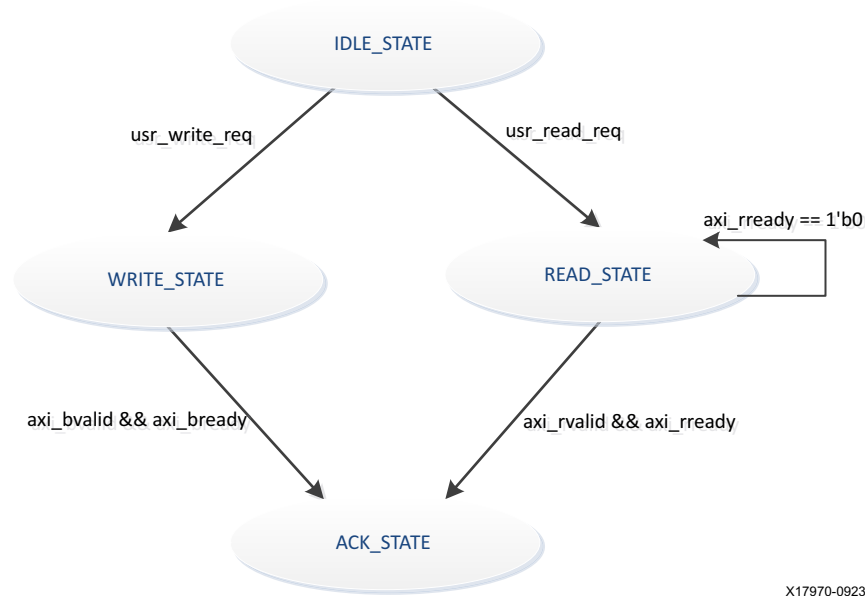 IDLE_STATE
usr_write_req
usr_read_req
axi_rready == 1'b0
WRITE_STATE
READ_STATE
axi_bvalid && axi_bready
axi_rvalid && axi_rready
ACK_STATE
X17970-0923